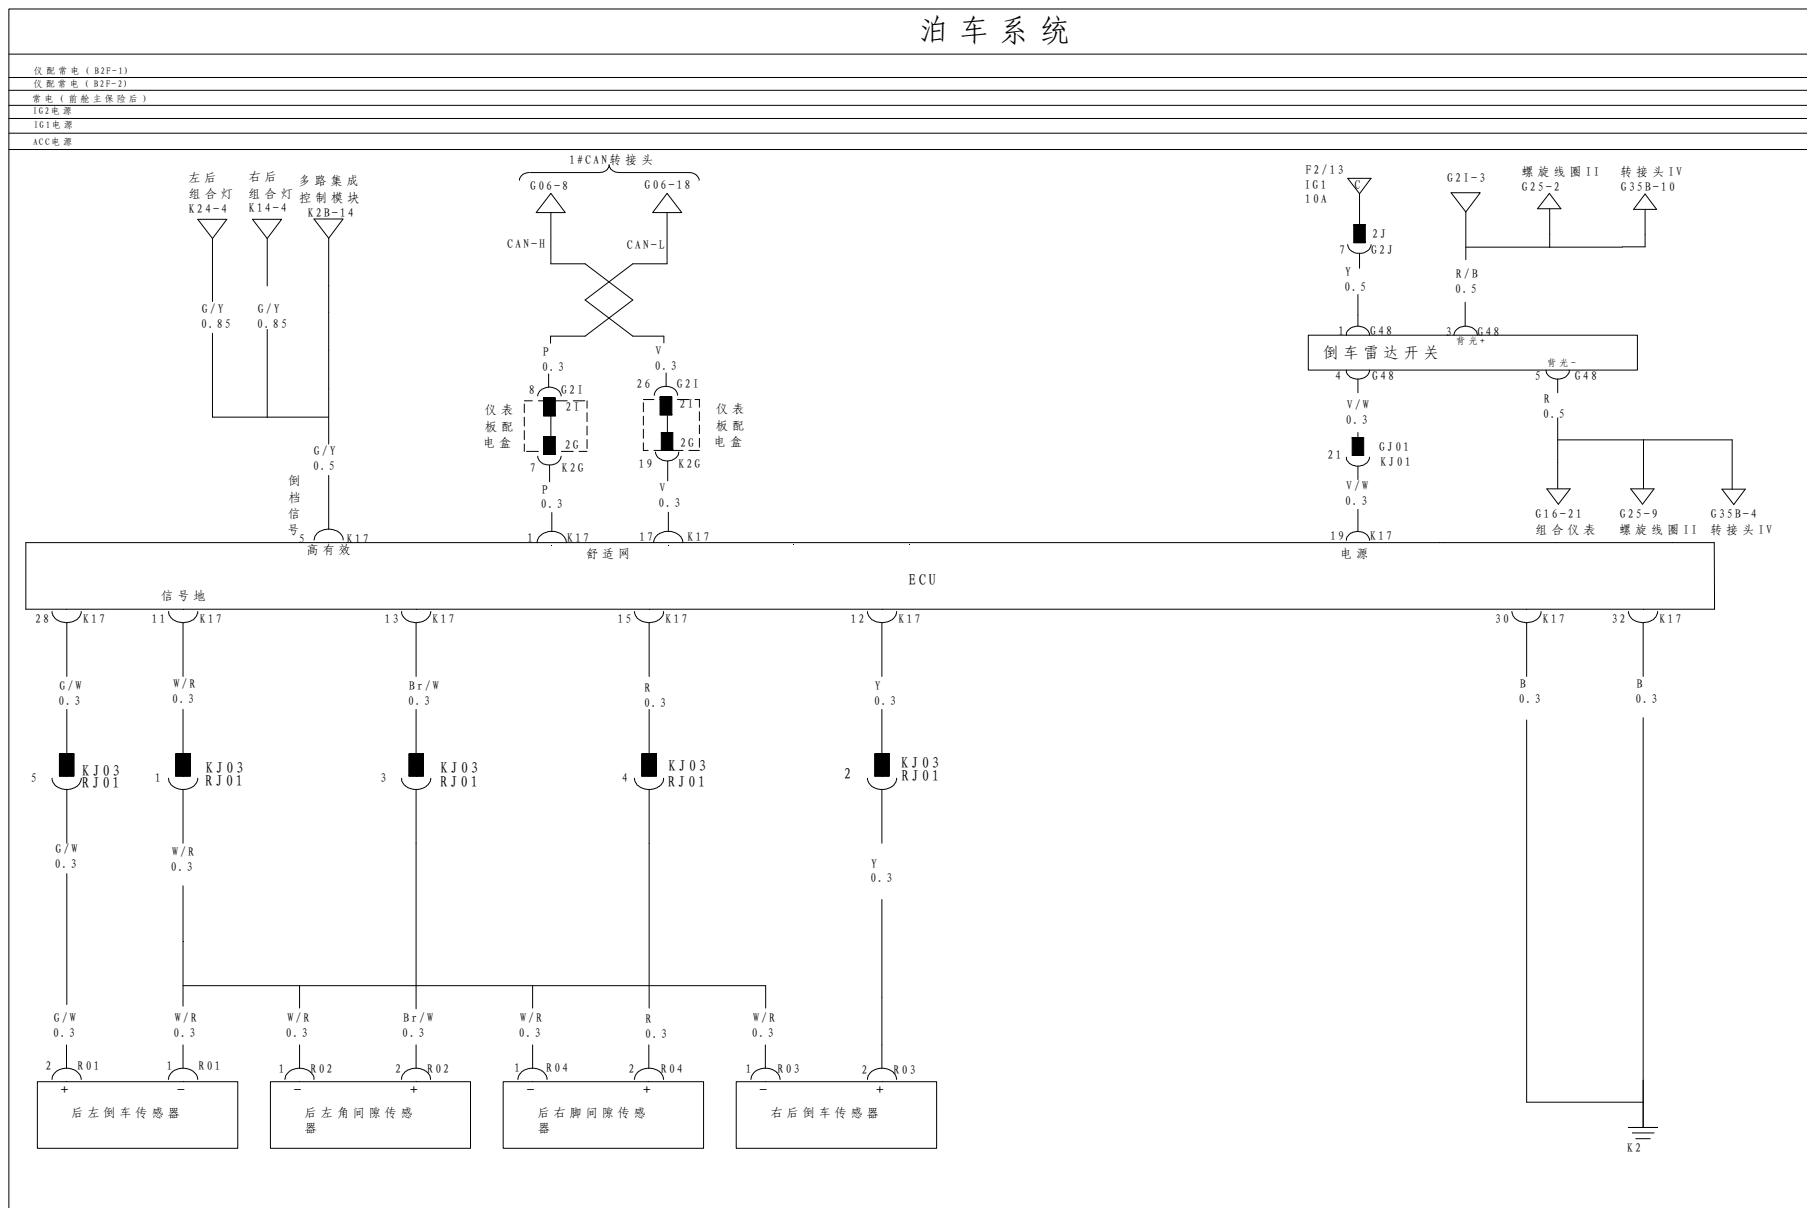 泊车系统
仪配常电(B2F-1)
仪配常电(B2F-2)
常电(前舱主保险后)
IG2电源
IG1电源
ACC电源
左后
组合灯
K24-4
右后
组合灯
K14-4
多路集成
控制模块
K2B-14
1#CAN转接头
G06-8
G06-18
CAN-H
CAN-L
F2/13
IG1
10A
C
G2I-3
螺旋线圈II
G25-2
转接头IV
G35B-10
2J
7
G2J
Y
0.5
R/B
0.5
G/Y
0.85
G/Y
0.85
1
G48
3
G48
背光+
倒车雷达开关
背光-
4
G48
5
G48
P
0.3
V
0.3
8
G2I
26
G2I
仪表
板配
电盒
2I
2G
2I
2G
仪表
板配
电盒
7
K2G
19
K2G
P
0.3
V
0.3
V/W
0.3
R
0.5
21
GJ01
KJ01
V/W
0.3
G16-21
组合仪表
G25-9
螺旋线圈II
G35B-4
转接头IV
G/Y
0.5
倒
档
信
号
5
K17
1
K17
17
K17
19
K17
高有效
舒适网
电源
ECU
信号地
28
K17
11
K17
13
K17
15
K17
12
K17
30
K17
32
K17
G/W
0.3
W/R
0.3
Br/W
0.3
R
0.3
Y
0.3
B
0.3
B
0.3
5
KJ03
RJ01
1
KJ03
RJ01
3
KJ03
RJ01
4
KJ03
RJ01
2
KJ03
RJ01
G/W
0.3
W/R
0.3
Y
0.3
G/W
0.3
W/R
0.3
W/R
0.3
Br/W
0.3
W/R
0.3
R
0.3
W/R
0.3
2
R01
1
R01
1
R02
2
R02
1
R04
2
R04
1
R03
2
R03
+
-
-
+
-
+
-
+
后左倒车传感器
后左角间隙传感
器
后右脚间隙传感
器
右后倒车传感器
K2